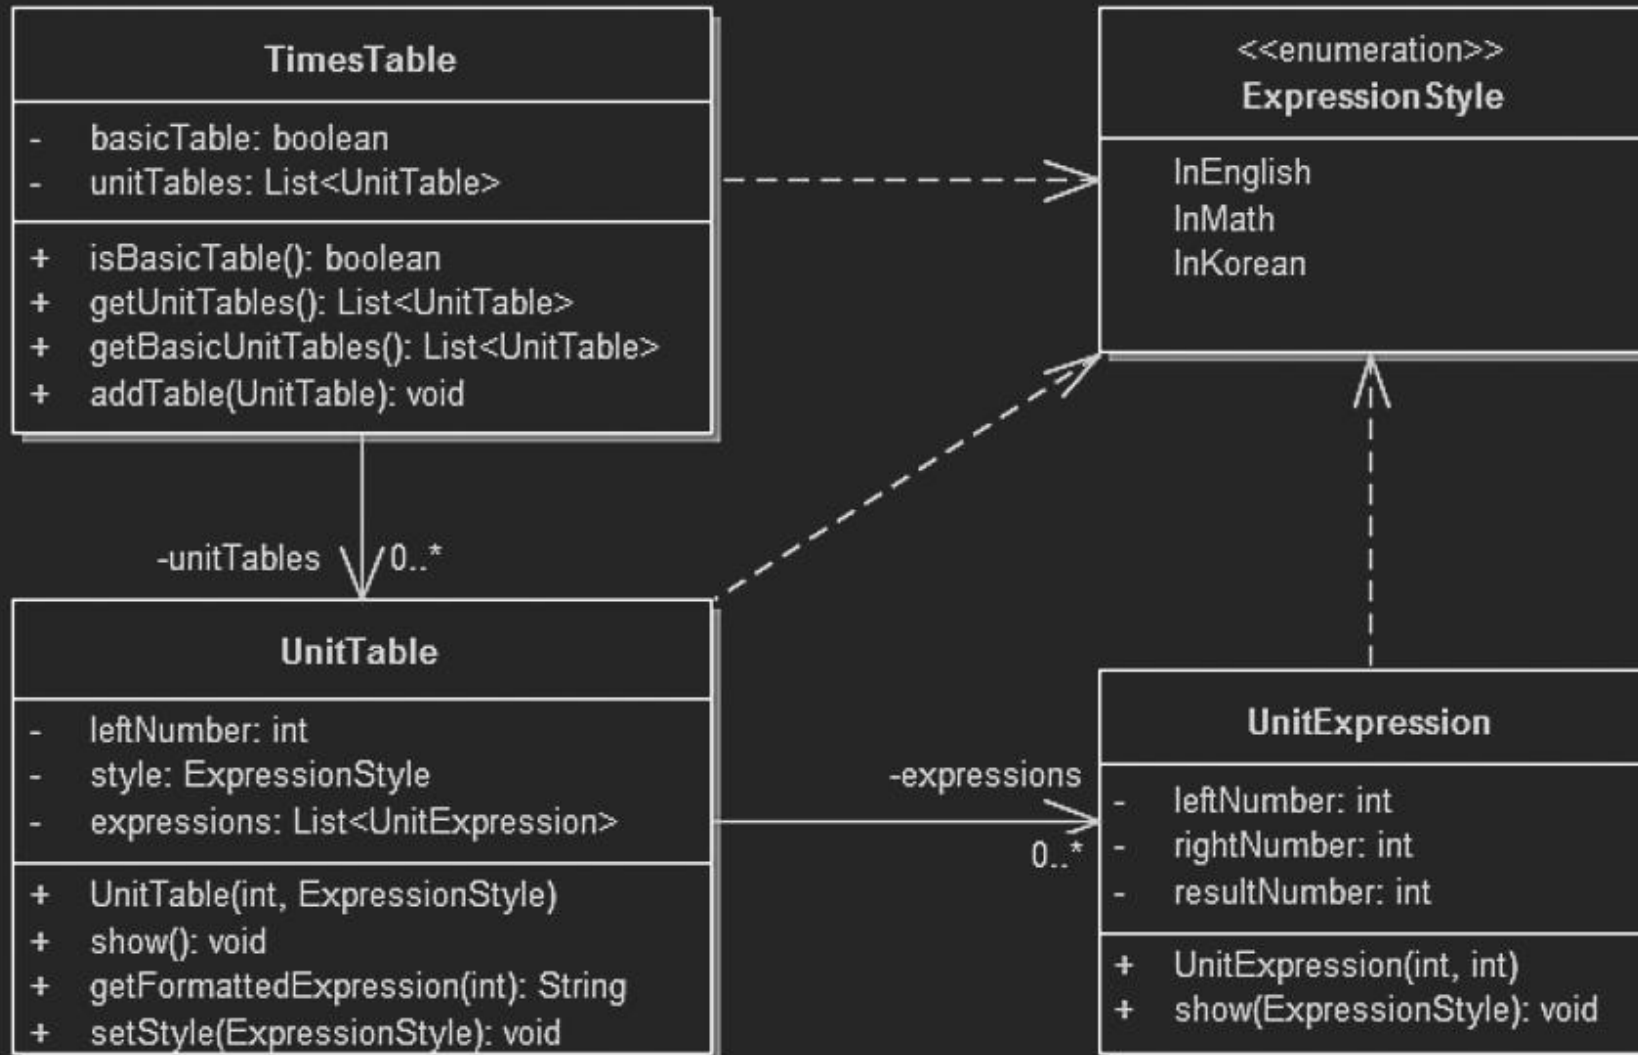 TimesTable
- basicTable: boolean
- unitTables: List<UnitTable>
+ isBasicTable(): boolean
+ getUnitTables(): List<UnitTable>
+ getBasicUnitTables(): List<UnitTable>
+ addTable(UnitTable): void
<<enumeration>>
ExpressionStyle
InEnglish
InMath
InKorean
-unitTables 0..*
UnitTable
- leftNumber: int
- style: ExpressionStyle
- expressions: List<UnitExpression>
+ UnitTable(int, ExpressionStyle)
+ show(): void
+ getFormattedExpression(int): String
+ setStyle(ExpressionStyle): void
-expressions
0..*
UnitExpression
- leftNumber: int
- rightNumber: int
- resultNumber: int
+ UnitExpression(int, int)
+ show(ExpressionStyle): void